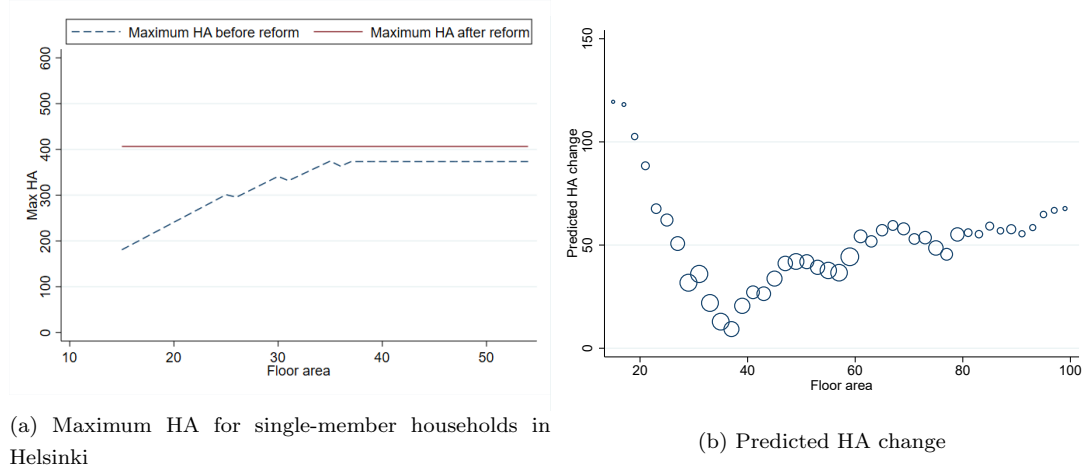 Maximum HA before reform
Maximum HA after reform
Max HA
0
100
200
300
400
500
600
10
20
30
40
50
Floor area
(a) Maximum HA for single-member households in
Helsinki
Predicted HA change
0
50
100
150
20
40
60
80
100
Floor area
(b) Predicted HA change